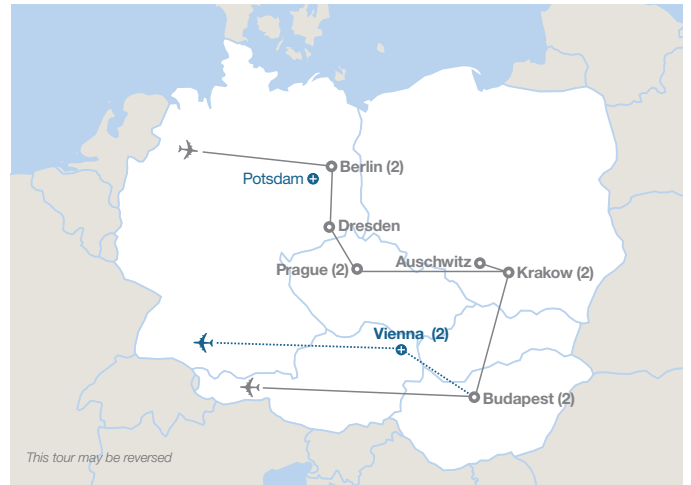 Berlin (2)
Potsdam
Dresden
Auschwitz
Prague (2)
Krakow (2)
Vienna (2)
Budapest (2)
This tour may be reversed